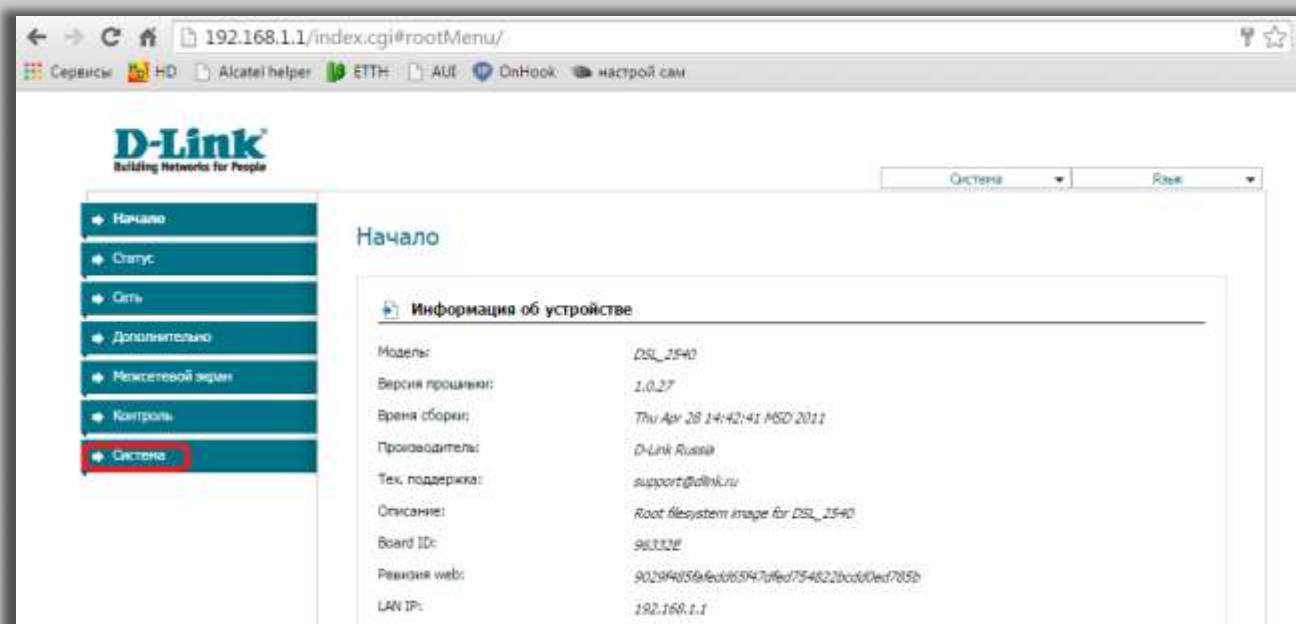 192.168.1.1/index.cgi#rootMenu/
Сервисы HD Alcatel helper ETTH AUI OnHook настрой сам
D-Link
Building Networks for People
Система Язык
Начало
Статус
Сеть
Дополнительно
Межсетевой экран
Контроль
Система
Начало
Информация об устройстве
Модель: DSL_2540
Версия прошивки: 1.0.27
Время сборки: Thu Apr 28 14:42:41 MSD 2011
Производитель: D-Link Russia
Тех. поддержка: support@dlink.ru
Описание: Root filesystem image for DSL_2540
Board ID: 96332E
Ревизия web:
LAN IP: 192.168.1.1